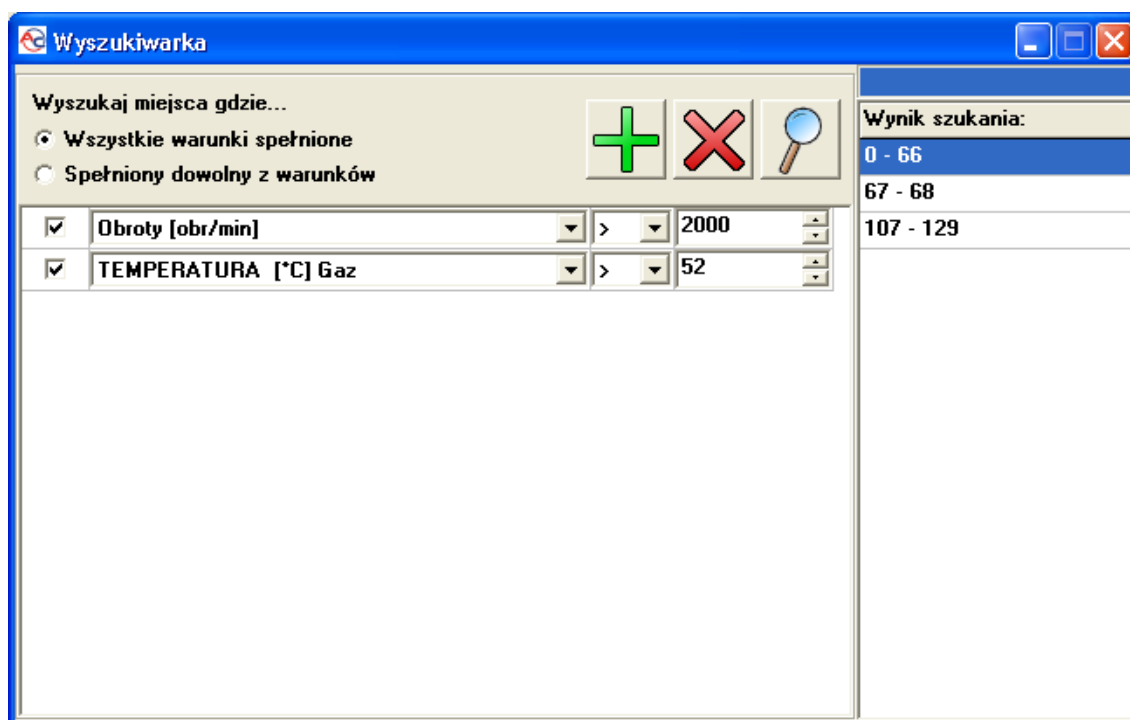 AC Wyszukiwarka
Wyszukaj miejsca gdzie...
Wszystkie warunki spełnione
Spełniony dowolny z warunków
Obroty [obr/min] > 2000
TEMPERATURA [*C] Gaz > 52
Wynik szukania:
0 - 66
67 - 68
107 - 129